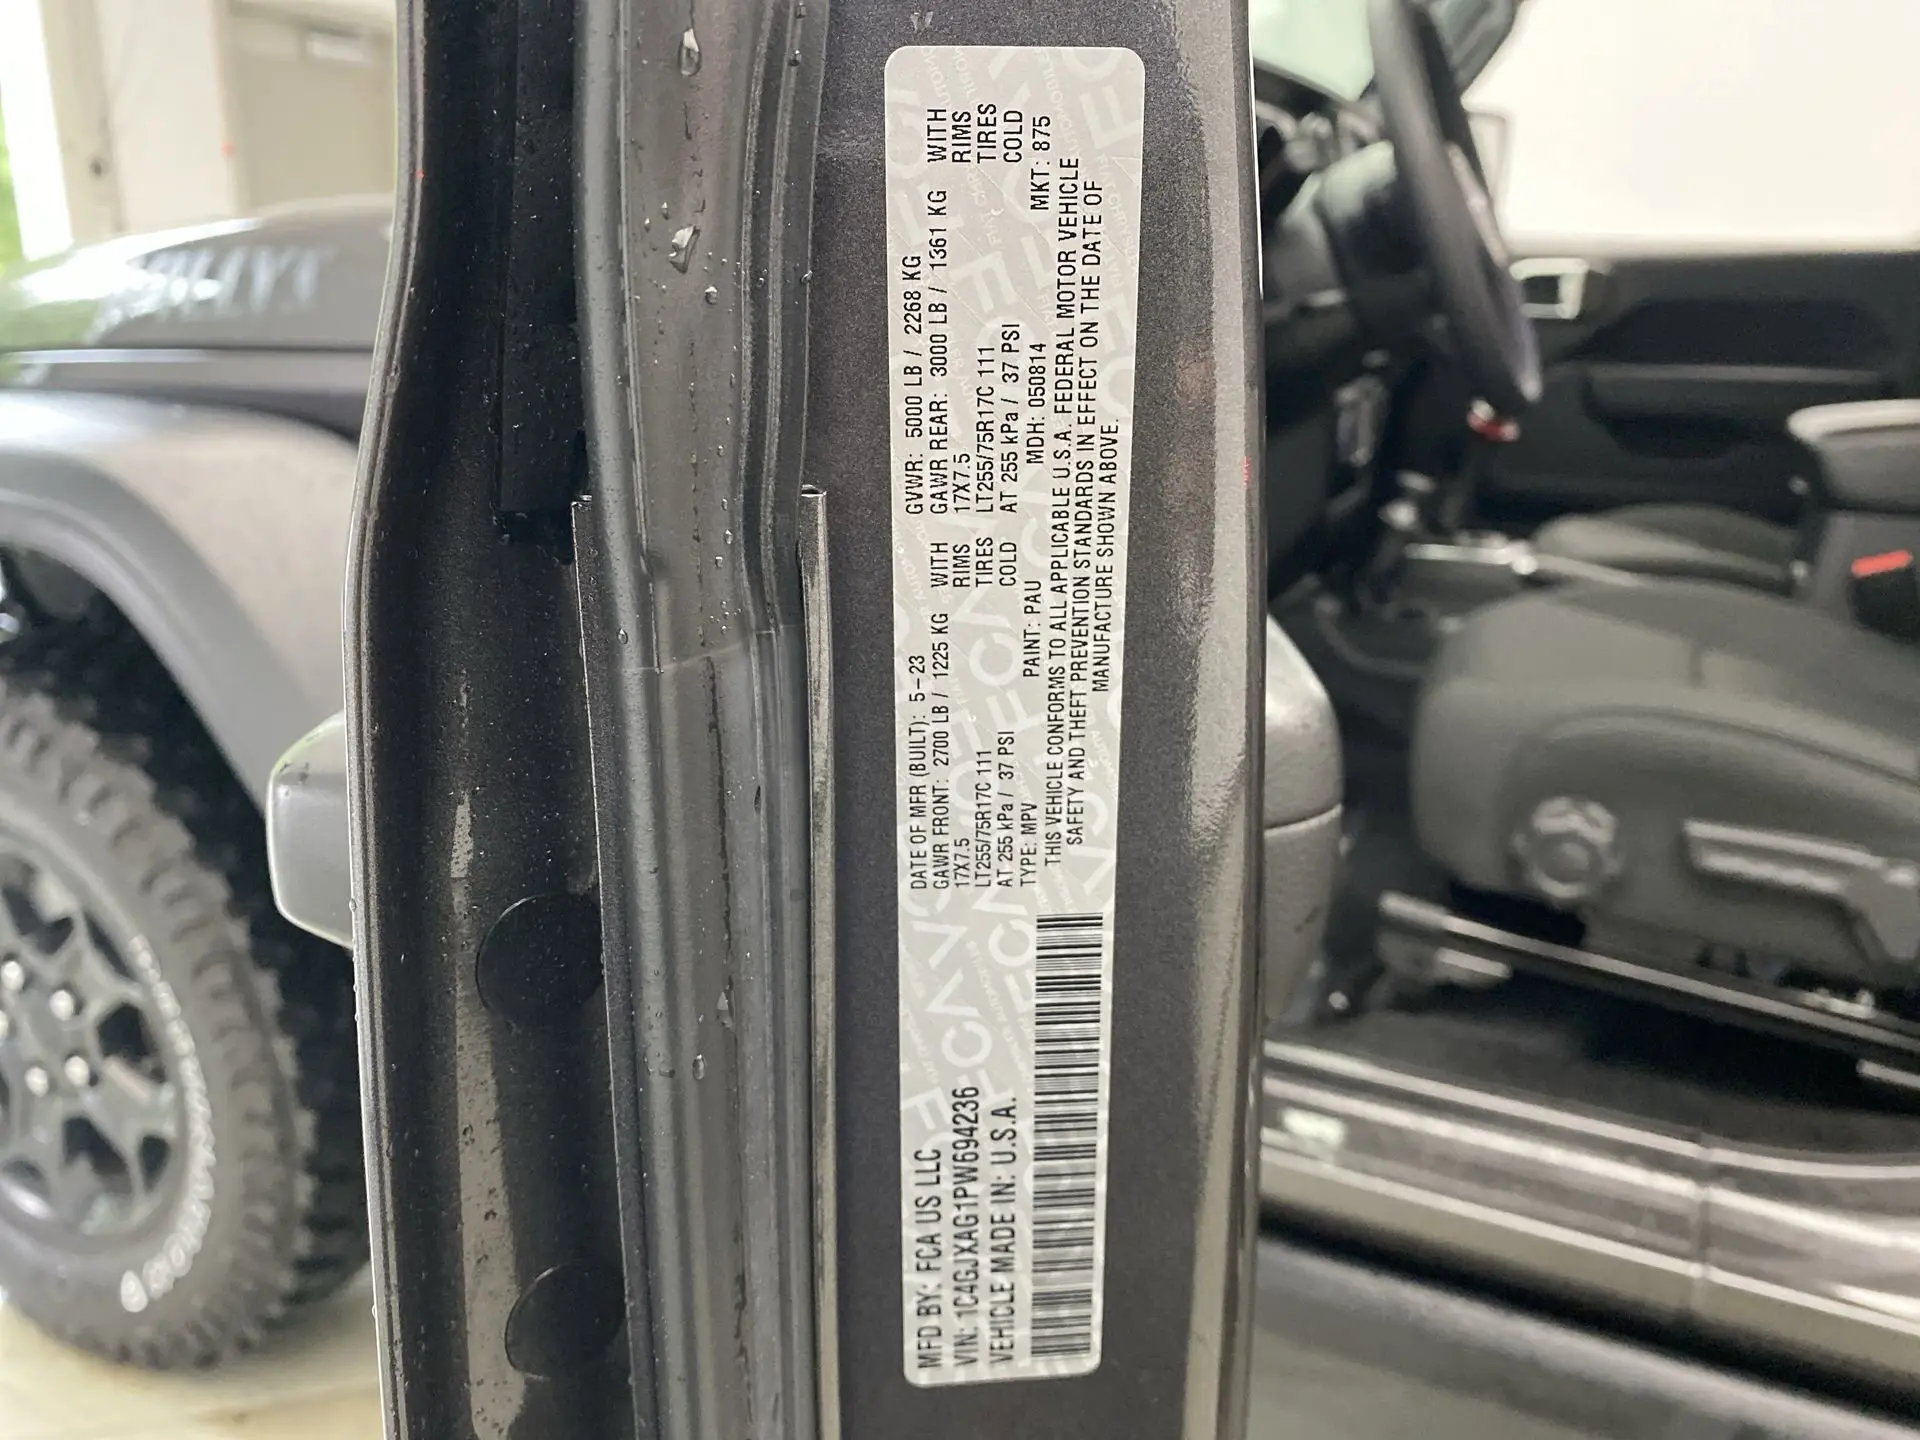 MFD BY: FCA US LLC
DATE OF MFR (BUILT): 5-23
GVWR: 5000 LB / 2268 KG
VIN: 1C4GJXAG1PW694236
GAWR FRONT: 2700 LB / 1225 KG WITH
GAWR REAR: 3000 LB / 1361 KG WITH
17X7.5 RIMS
17X7.5 RIMS
VEHICLE MADE IN: U.S.A.
LT255/75R17C 111 TIRES
LT255/75R17C 111 TIRES
AT 255 kPa / 37 PSI COLD
AT 255 kPa / 37 PSI COLD
TYPE: MPV PAINT: PAU MDH: 050814 MKT: 875
THIS VEHICLE CONFORMS TO ALL APPLICABLE U.S.A. FEDERAL MOTOR VEHICLE
SAFETY AND THEFT PREVENTION STANDARDS IN EFFECT ON THE DATE OF
MANUFACTURE SHOWN ABOVE.
FCA